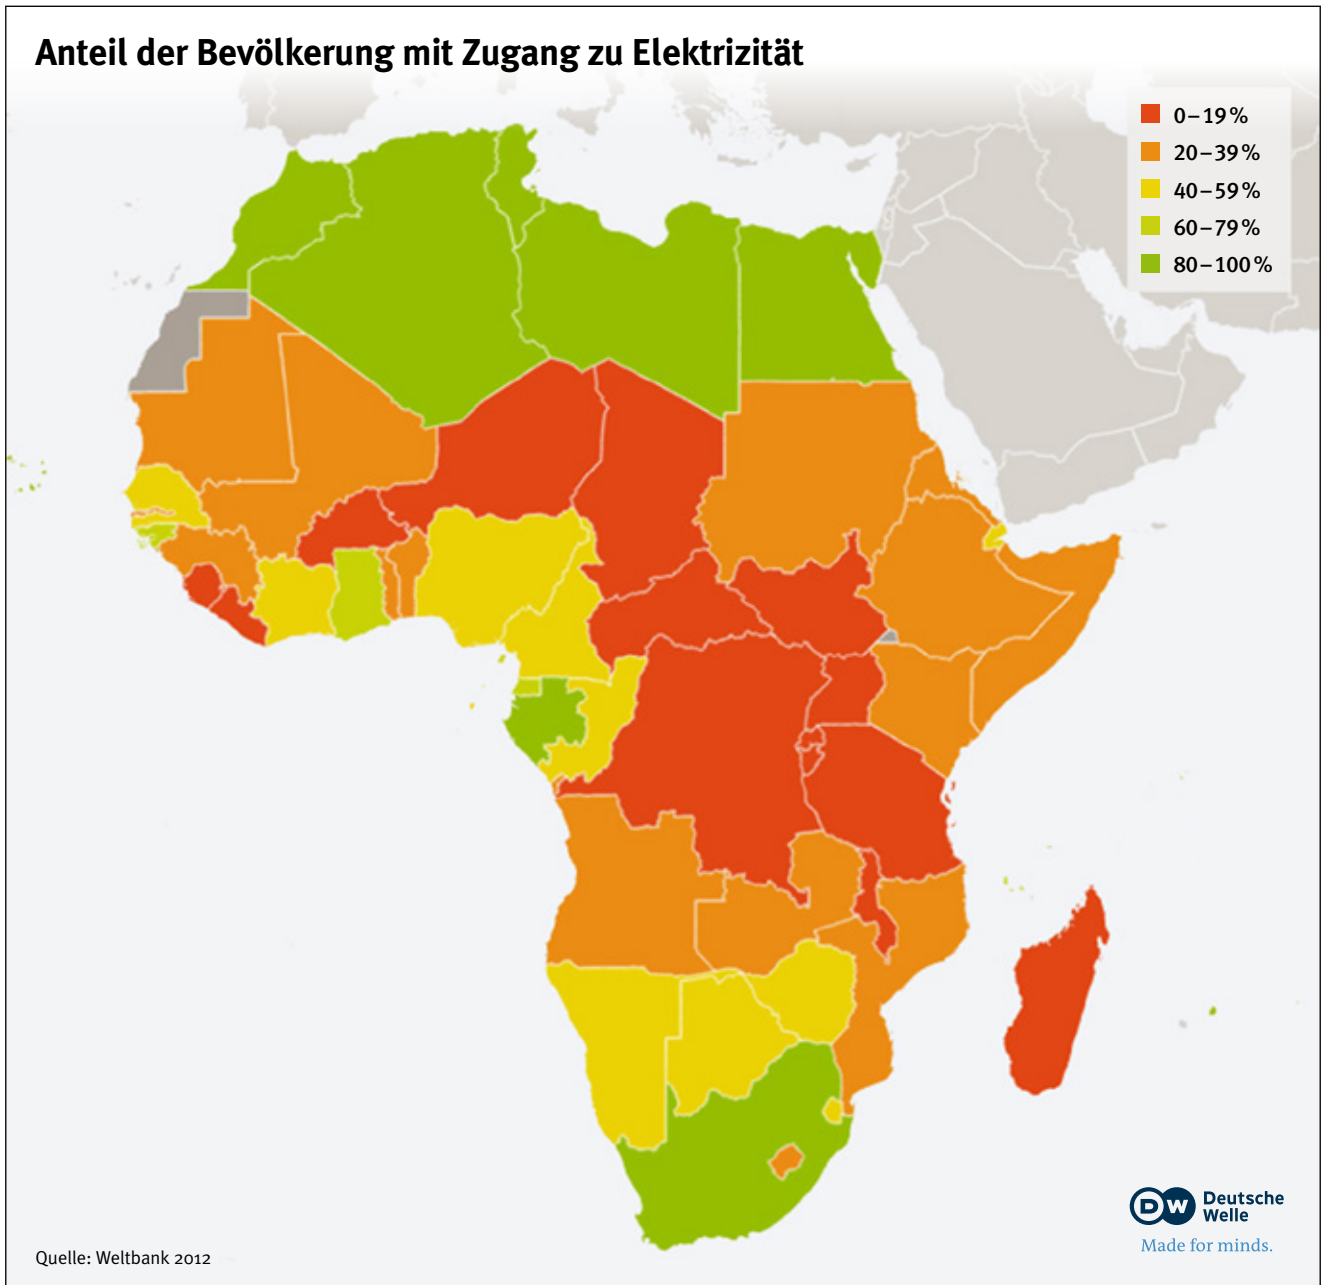 Anteil der Bevölkerung mit Zugang zu Elektrizität
0–19 %
20–39 %
40–59 %
60–79 %
80–100 %
DW
Deutsche
Welle
Made for minds.
Quelle: Weltbank 2012